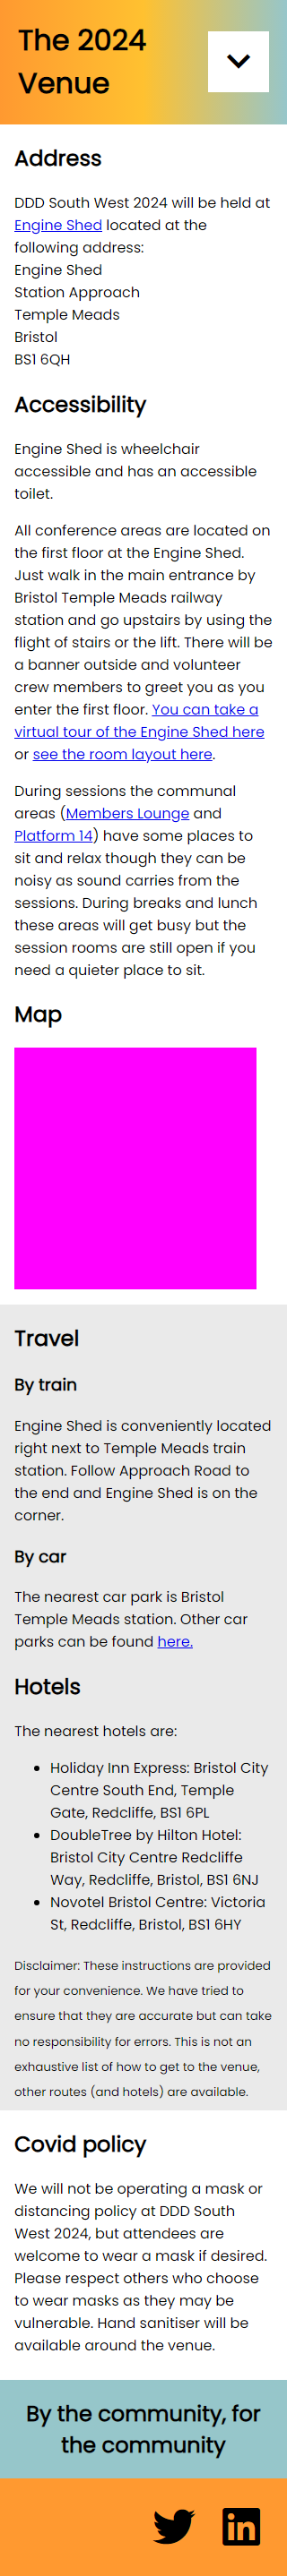 The 2024
Venue
Address
DDD South West 2024 will be held at
Engine Shed located at the
following address:
Engine Shed
Station Approach
Temple Meads
Bristol
BS1 6QH
Accessibility
Engine Shed is wheelchair
accessible and has an accessible
toilet.
All conference areas are located on
the first floor at the Engine Shed.
Just walk in the main entrance by
Bristol Temple Meads railway
station and go upstairs by using the
flight of stairs or the lift. There will be
a banner outside and volunteer
crew members to greet you as you
enter the first floor. You can take a
virtual tour of the Engine Shed here
or see the room layout here.
During sessions the communal
areas (Members Lounge and
Platform 14) have some places to
sit and relax though they can be
noisy as sound carries from the
sessions. During breaks and lunch
these areas will get busy but the
session rooms are still open if you
need a quieter place to sit.
Map
Travel
By train
Engine Shed is conveniently located
right next to Temple Meads train
station. Follow Approach Road to
the end and Engine Shed is on the
corner.
By car
The nearest car park is Bristol
Temple Meads station. Other car
parks can be found here.
Hotels
The nearest hotels are:
Holiday Inn Express: Bristol City
Centre South End, Temple
Gate, Redcliffe, BS1 6PL
DoubleTree by Hilton Hotel:
Bristol City Centre Redcliffe
Way, Redcliffe, Bristol, BS1 6NJ
Novotel Bristol Centre: Victoria
St, Redcliffe, Bristol, BS1 6HY
Disclaimer: These instructions are provided
for your convenience. We have tried to
ensure that they are accurate but can take
no responsibility for errors. This is not an
exhaustive list of how to get to the venue,
other routes (and hotels) are available.
Covid policy
We will not be operating a mask or
distancing policy at DDD South
West 2024, but attendees are
welcome to wear a mask if desired.
Please respect others who choose
to wear masks as they may be
vulnerable. Hand sanitiser will be
available around the venue.
By the community, for
the community